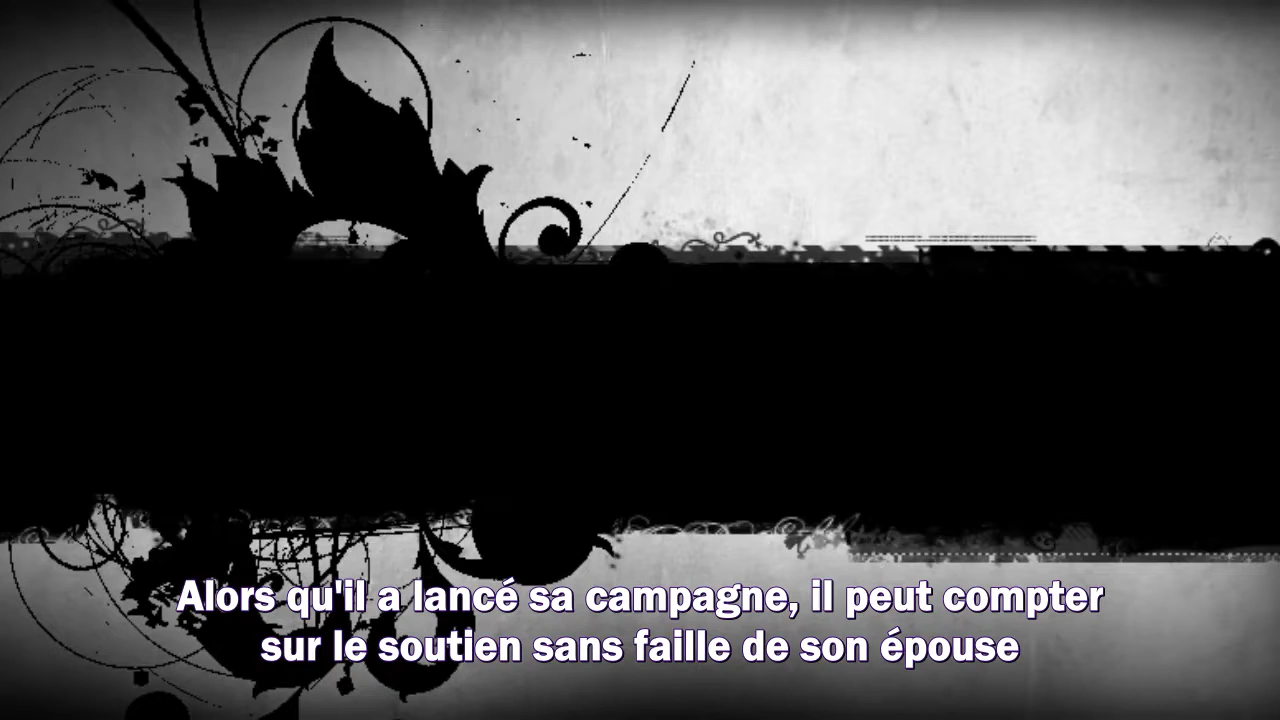 Alors qu'il a lancé sa campagne, il peut compter
sur le soutien sans faille de son épouse